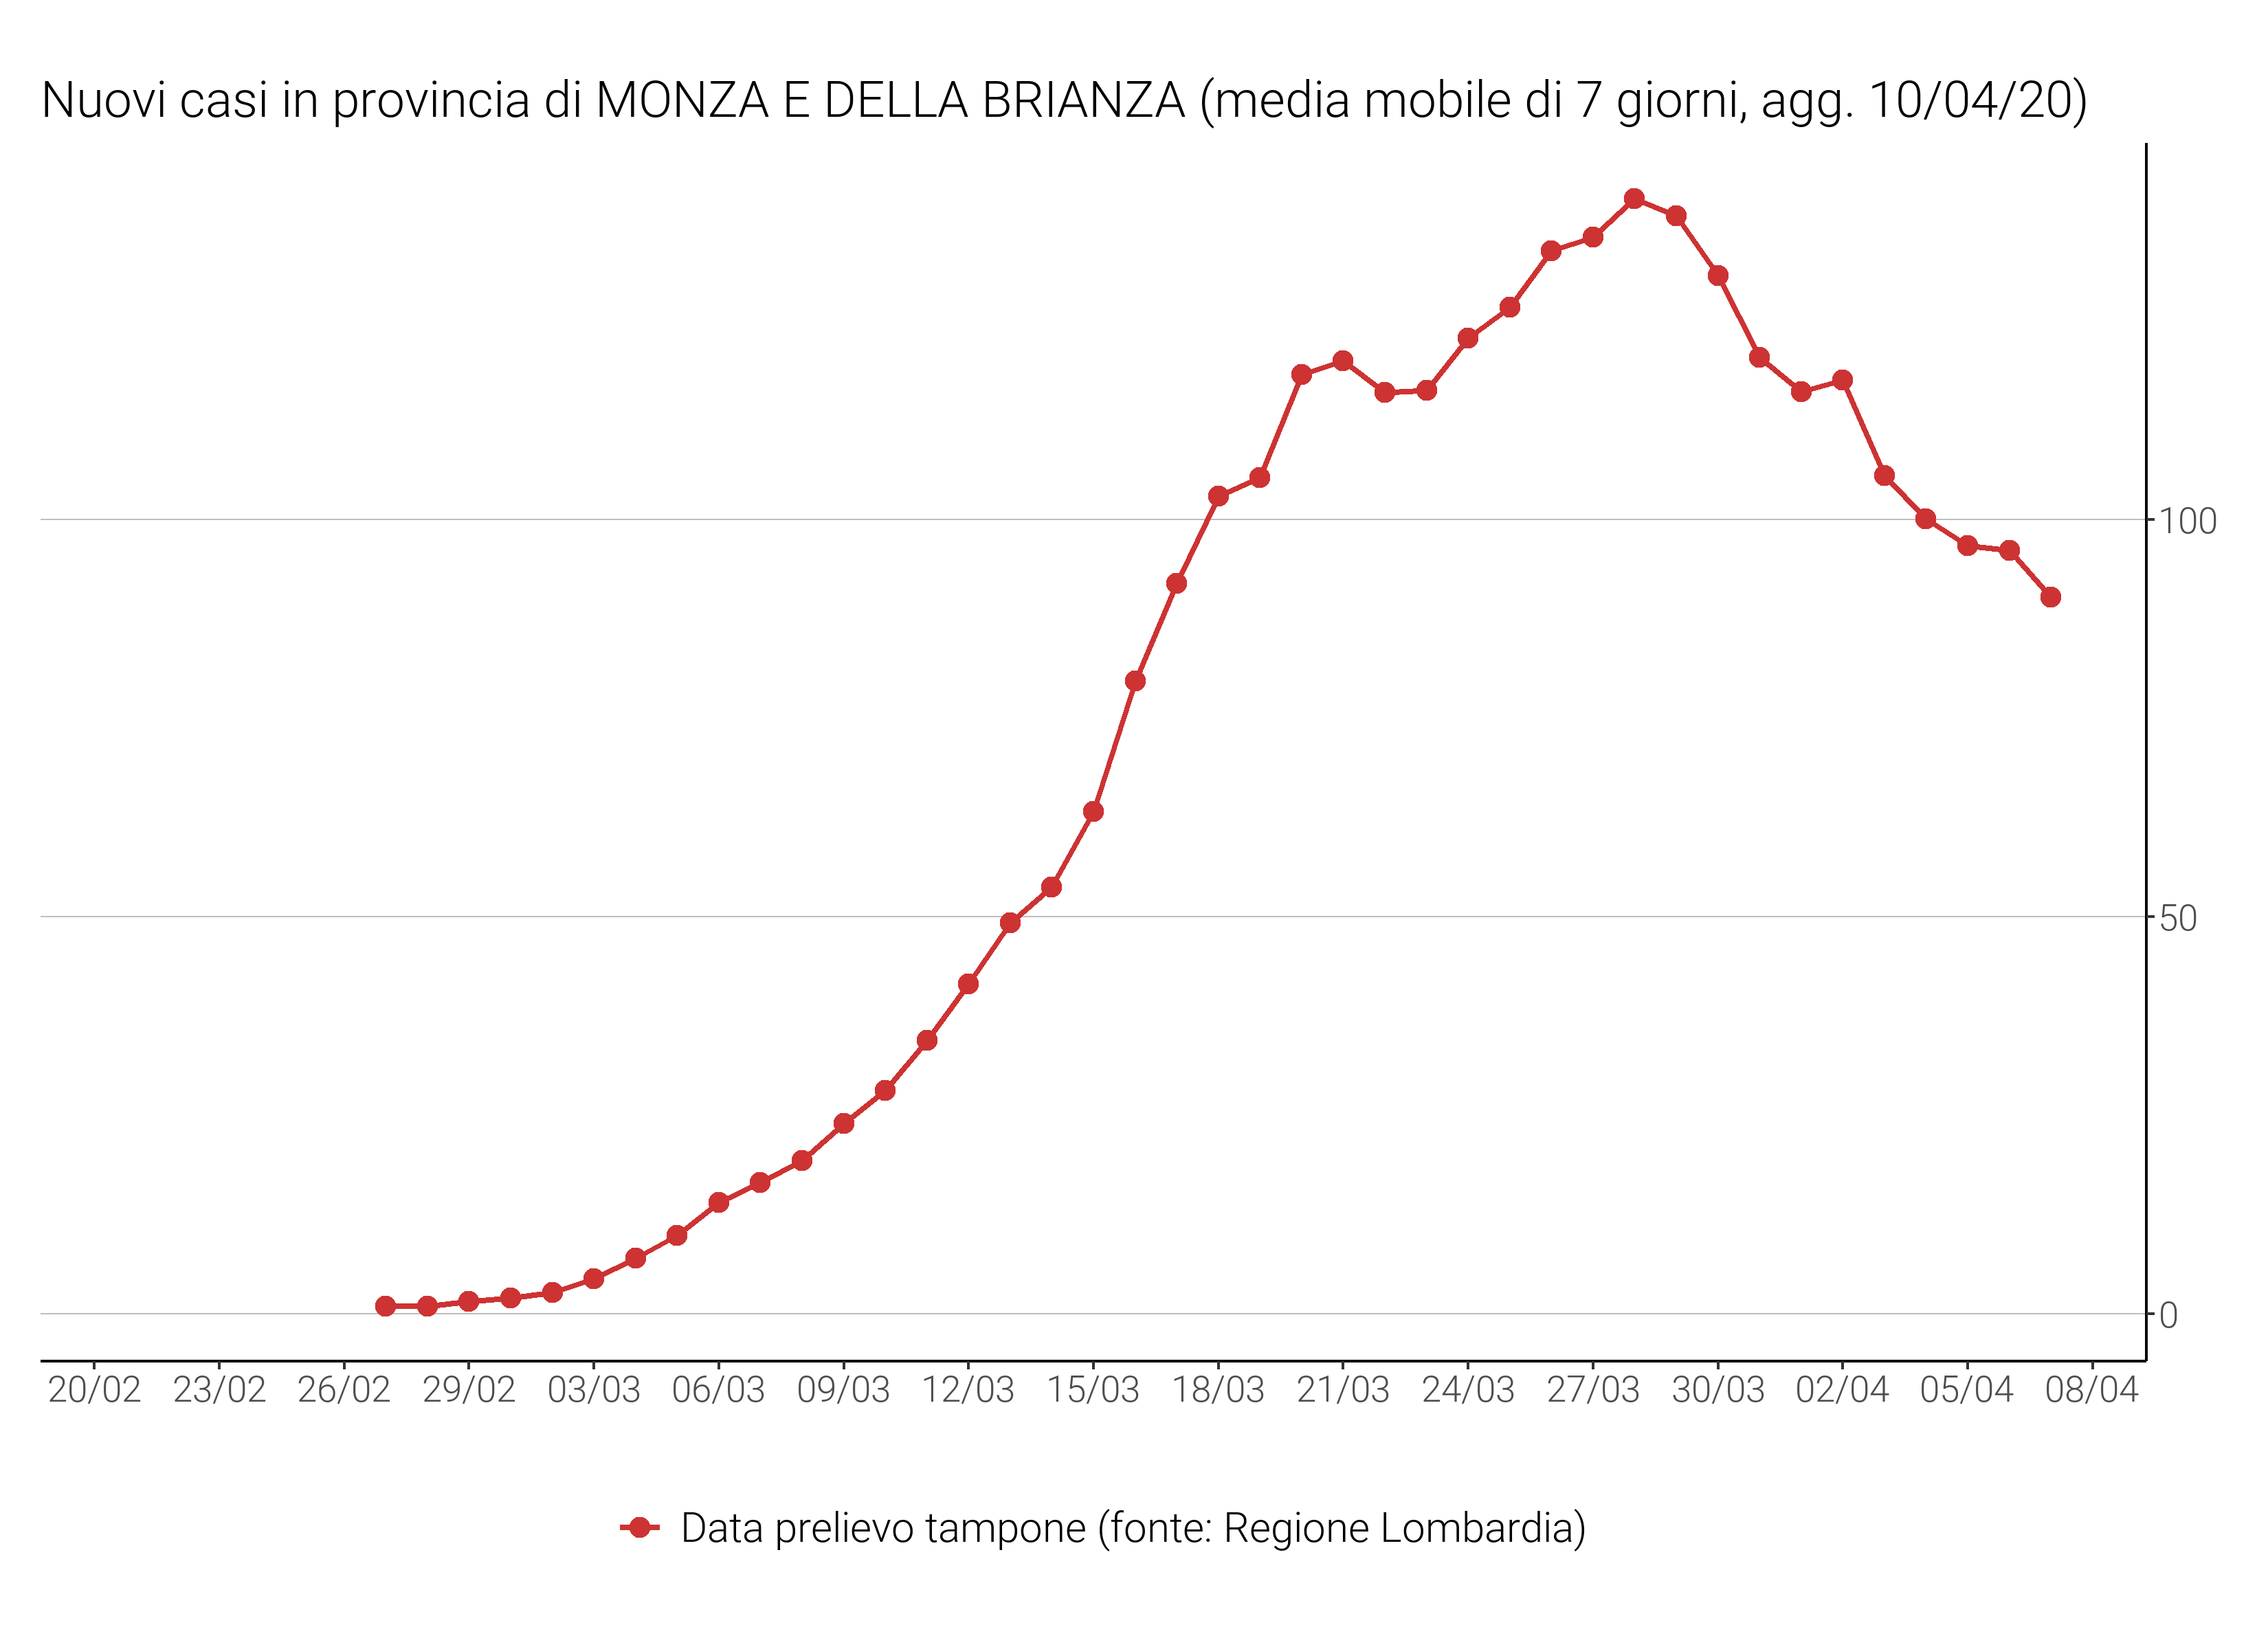 Nuovi casi in provincia di MONZA E DELLA BRIANZA (media mobile di 7 giorni, agg. 10/04/20)
100
50
0
20/02 23/02 26/02 29/02 03/03 06/03 09/03 12/03 15/03 18/03 21/03 24/03 27/03 30/03 02/04 05/04 08/04
Data prelievo tampone (fonte: Regione Lombardia)